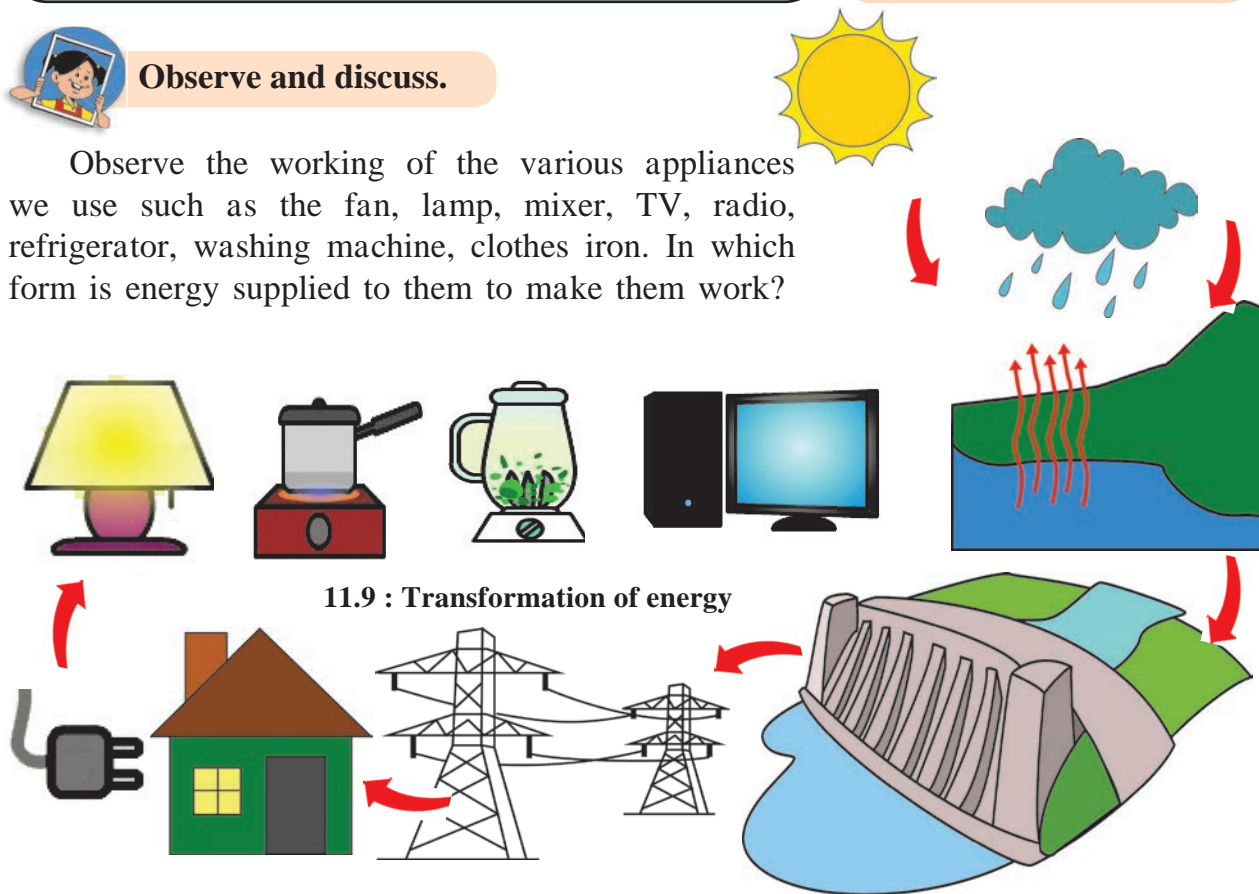 Observe and discuss.
Observe the working of the various appliances
we use such as the fan, lamp, mixer, TV, radio,
refrigerator, washing machine, clothes iron. In which
form is energy supplied to them to make them work?
11.9 : Transformation of energy